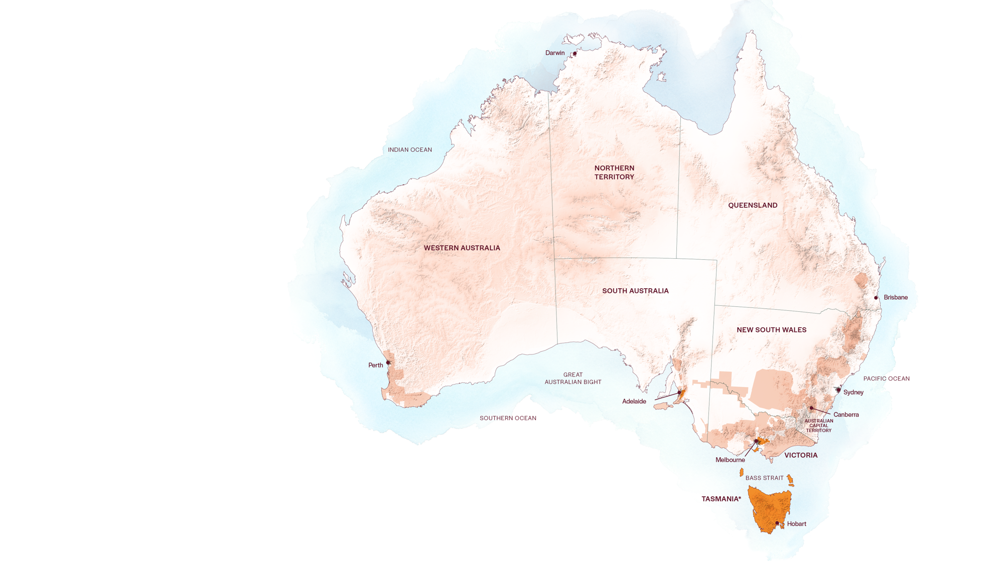 Darwin
INDIAN OCEAN
NORTHERN
TERRITORY
QUEENSLAND
WESTERN AUSTRALIA
SOUTH AUSTRALIA
Brisbane
NEW SOUTH WALES
Perth
GREAT
AUSTRALIAN BIGHT
PACIFIC OCEAN
Sydney
Adelaide
SOUTHERN OCEAN
Canberra
AUSTRALIAN
CAPITAL
TERRITORY
VICTORIA
Melbourne
BASS STRAIT
TASMANIA*
Hobart